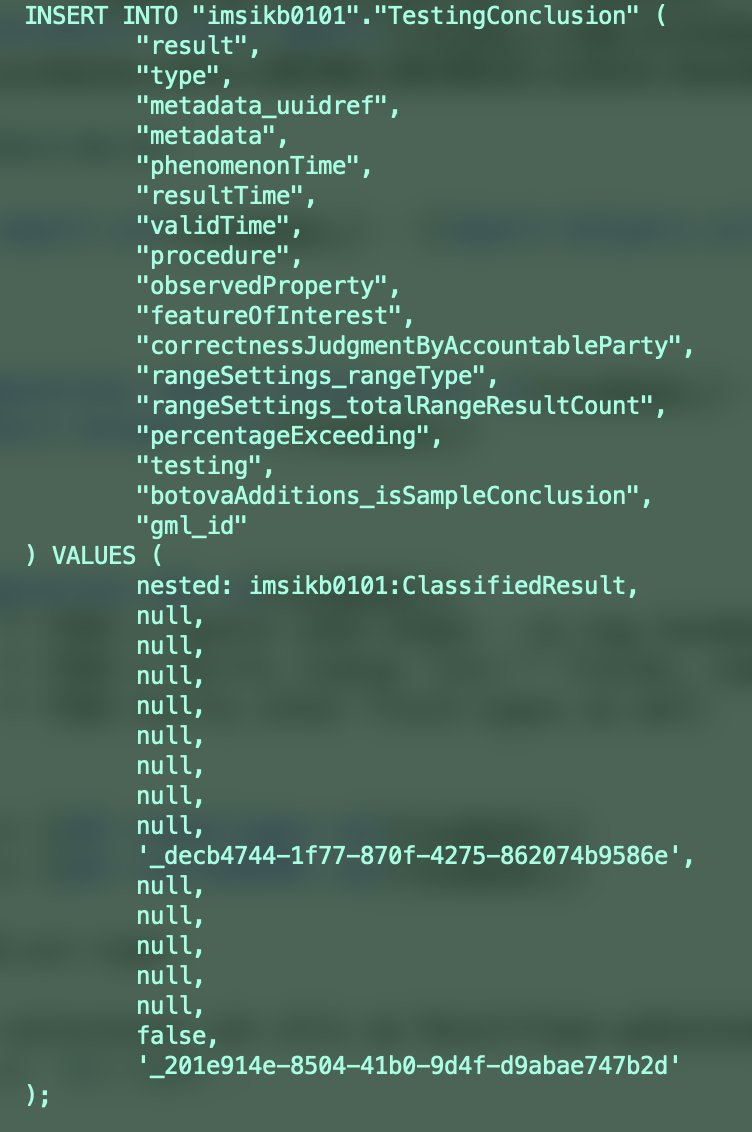 INSERT INTO "imsikb0101"."TestingConclusion" (
"result",
"type",
"metadata_uuidref",
"metadata",
"phenomenonTime",
"resultTime",
"validTime",
"procedure",
"observedProperty",
"featureOfInterest",
"correctnessJudgmentByAccountableParty",
"rangeSettings_rangeType",
"rangeSettings_totalRangeResultCount",
"percentageExceeding",
"testing",
"botovaAdditions_isSampleConclusion",
"gml_id"
) VALUES (
nested: imsikb0101:ClassifiedResult,
null,
null,
null,
null,
null,
null,
null,
null,
'_decb4744-1f77-870f-4275-862074b9586e',
null,
null,
null,
null,
null,
false,
'_201e914e-8504-41b0-9d4f-d9abae747b2d'
);